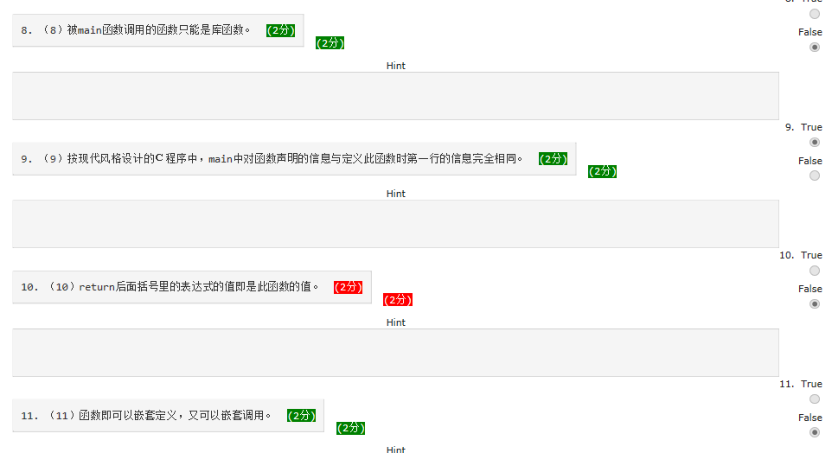 8. True
8. （8）被main函数调用的函数只能是库函数。 (2分)
(2分)
False
Hint
9. True
9. （9）按现代风格设计的C程序中，main中对函数声明的信息与定义此函数时第一行的信息完全相同。 (2分)
(2分)
False
Hint
10. True
10. （10）return后面括号里的表达式的值即是此函数的值。 (2分)
(2分)
False
Hint
11. True
11. （11）函数即可以嵌套定义，又可以嵌套调用。 (2分)
(2分)
False
Hint